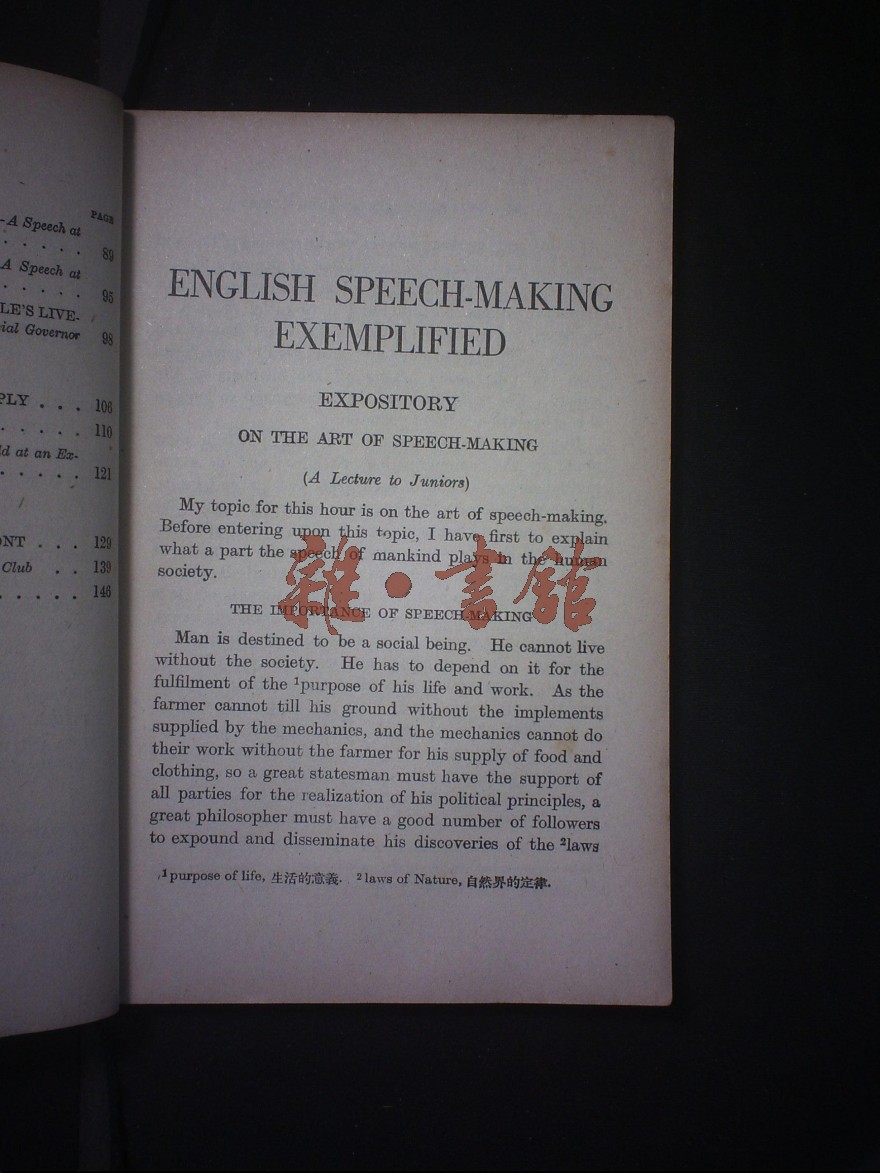 PAGE
-A Speech at
. . . . . 89
A Speech at
. . . . . 95
LE'S LIVE-
cial Governor
98
PLY . . . 106
. . . . . 110
ld at an Ex-
. . . . . 121
ONT . . . 129
Club . . 139
. . . . . 146
ENGLISH SPEECH-MAKING
EXEMPLIFIED
EXPOSITORY
ON THE ART OF SPEECH-MAKING
(A Lecture to Juniors)
My topic for this hour is on the art of speech-making.
Before entering upon this topic, I have first to explain
what a part the speech of mankind plays in the human
society.
雜·書館
THE IMPORTANCE OF SPEECH-MAKING
Man is destined to be a social being. He cannot live
without the society. He has to depend on it for the
fulfilment of the ¹purpose of his life and work. As the
farmer cannot till his ground without the implements
supplied by the mechanics, and the mechanics cannot do
their work without the farmer for his supply of food and
clothing, so a great statesman must have the support of
all parties for the realization of his political principles, a
great philosopher must have a good number of followers
to expound and disseminate his discoveries of the ²laws
¹ purpose of life, 生活的意義. ² laws of Nature, 自然界的定律.